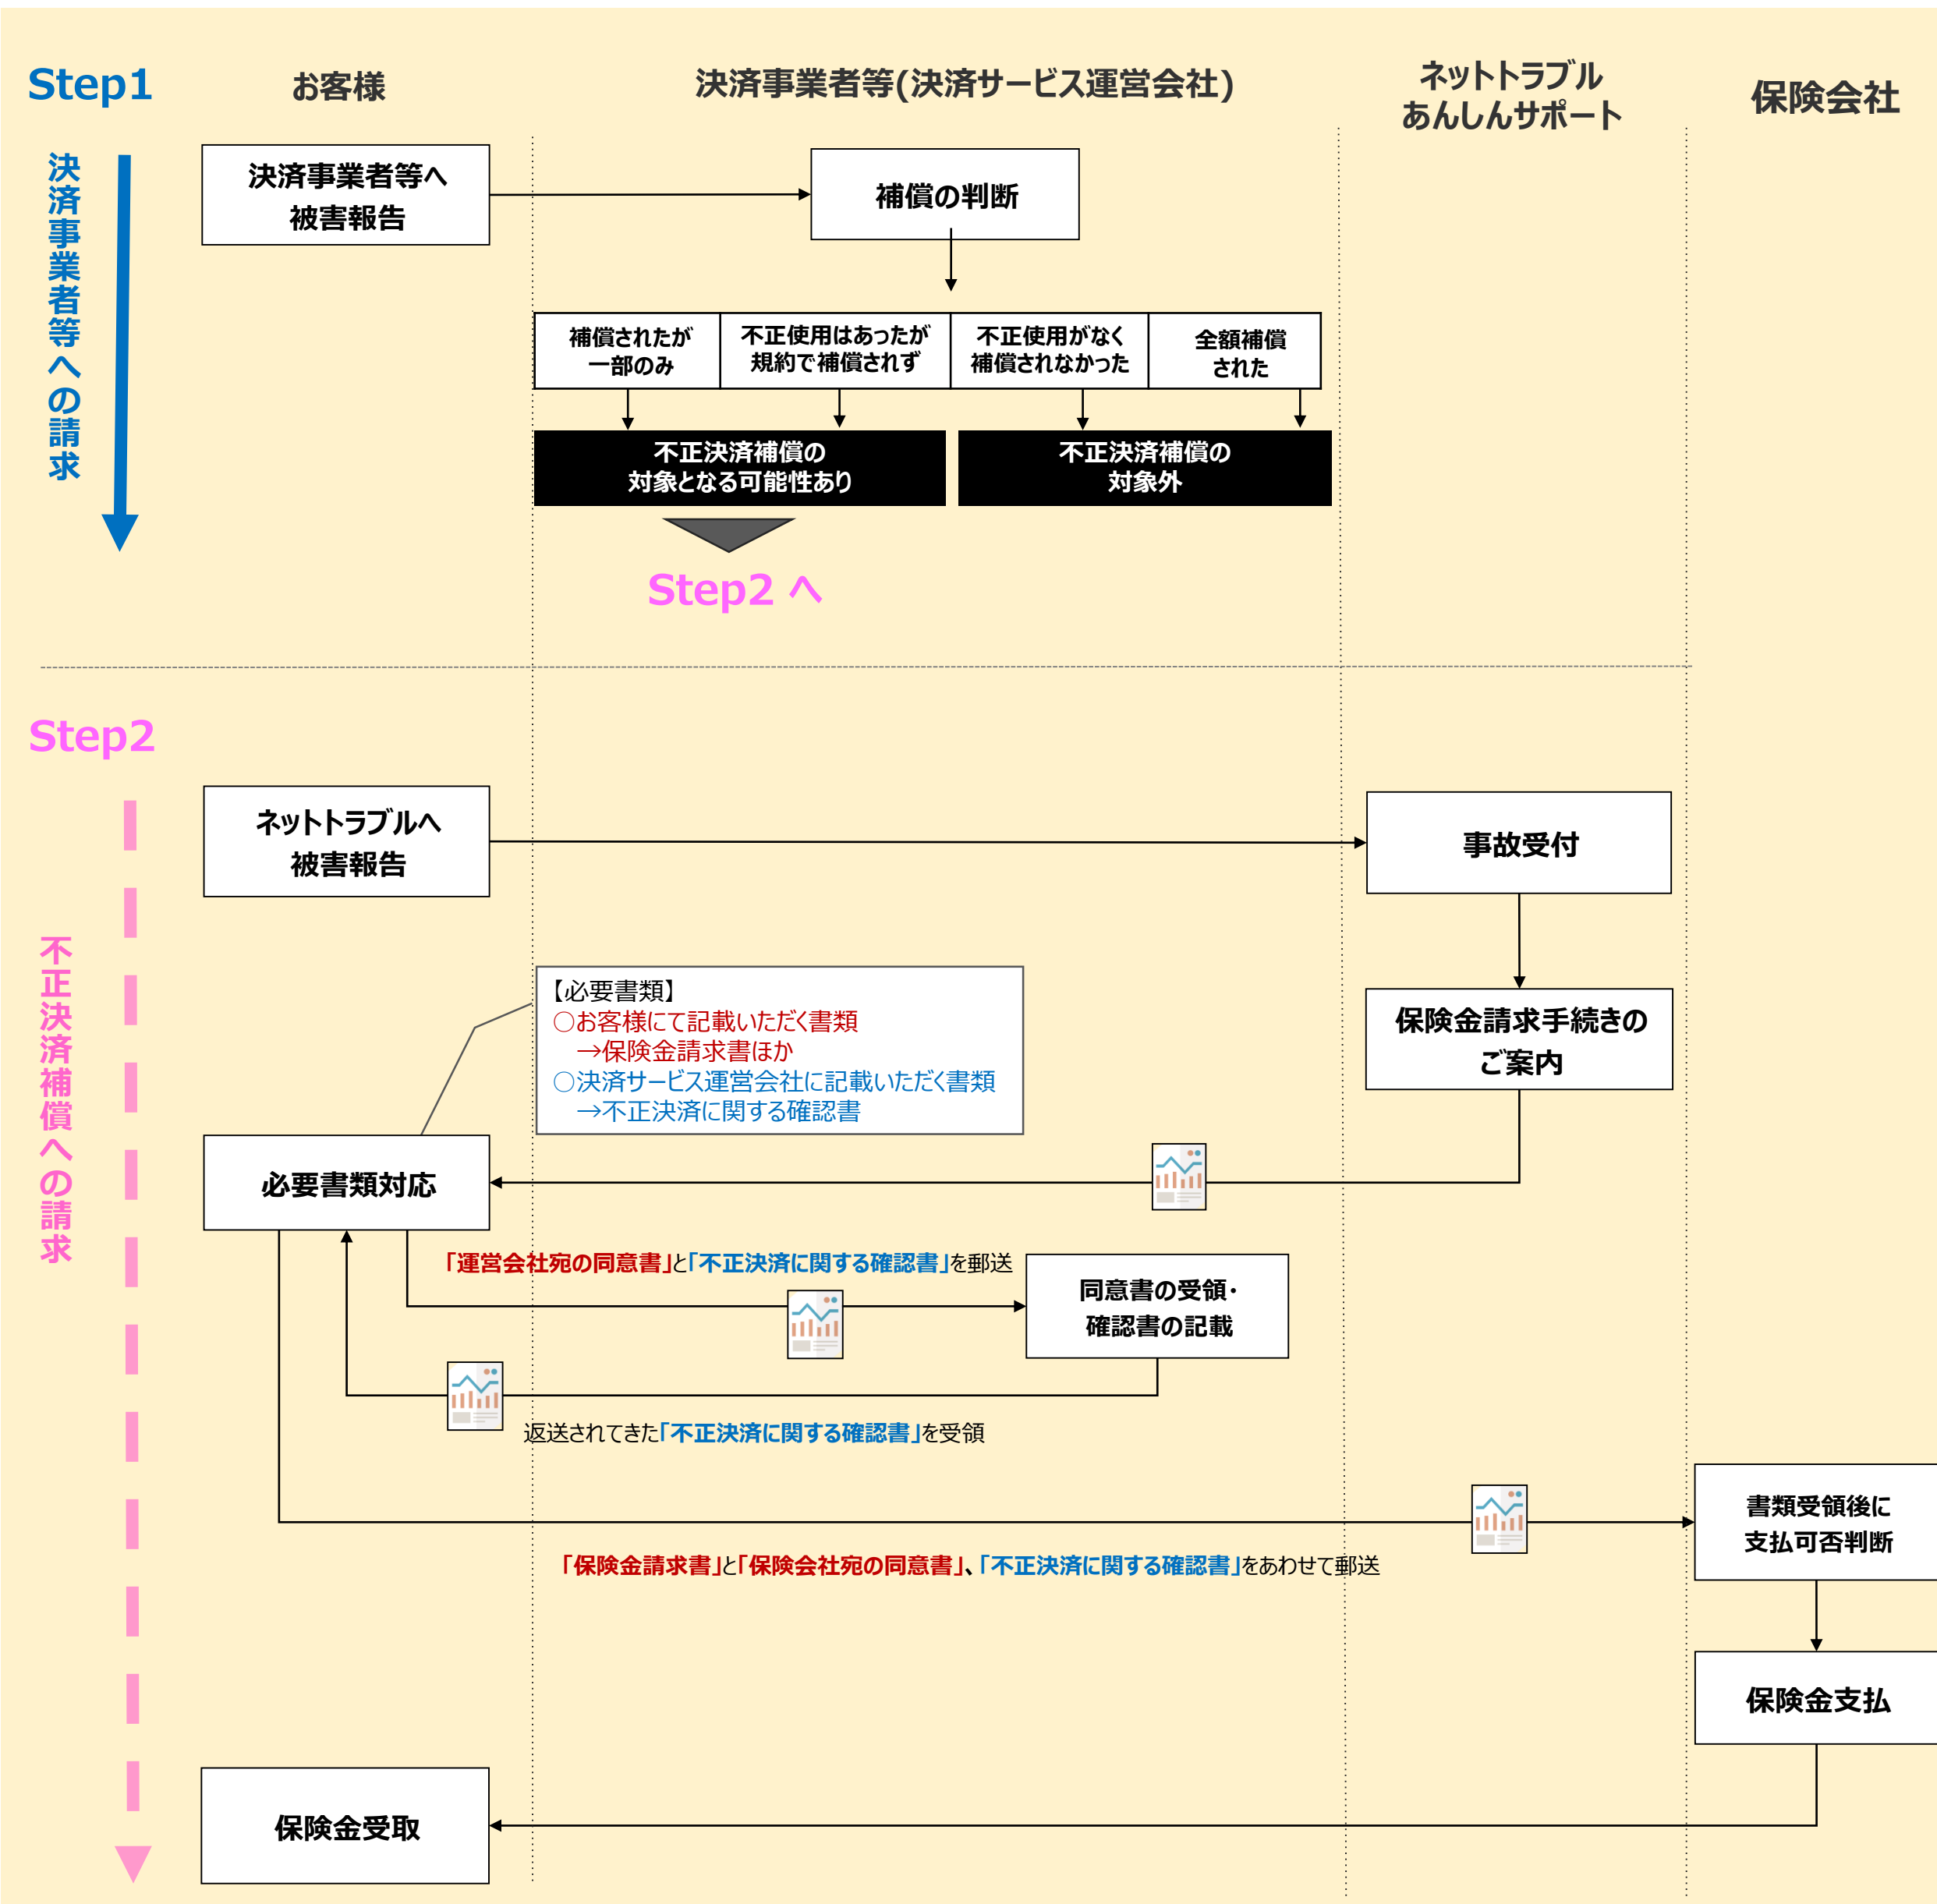 Step1
お客様
決済事業者等(決済サービス運営会社)
ネットトラブル
あんしんサポート
保険会社
決済事業者等への請求
決済事業者等へ
被害報告
補償の判断
補償されたが
一部のみ
不正使用はあったが
規約で補償されず
不正使用がなく
補償されなかった
全額補償
された
不正決済補償の
対象となる可能性あり
不正決済補償の
対象外
Step2 へ
Step2
不正決済補償への請求
ネットトラブルへ
被害報告
事故受付
保険金請求手続きの
ご案内
【必要書類】
○お客様にて記載いただく書類
→保険金請求書ほか
○決済サービス運営会社に記載いただく書類
→不正決済に関する確認書
必要書類対応
「運営会社宛の同意書」と「不正決済に関する確認書」を郵送
同意書の受領・
確認書の記載
返送されてきた「不正決済に関する確認書」を受領
書類受領後に
支払可否判断
「保険金請求書」と「保険会社宛の同意書」、「不正決済に関する確認書」をあわせて郵送
保険金支払
保険金受取